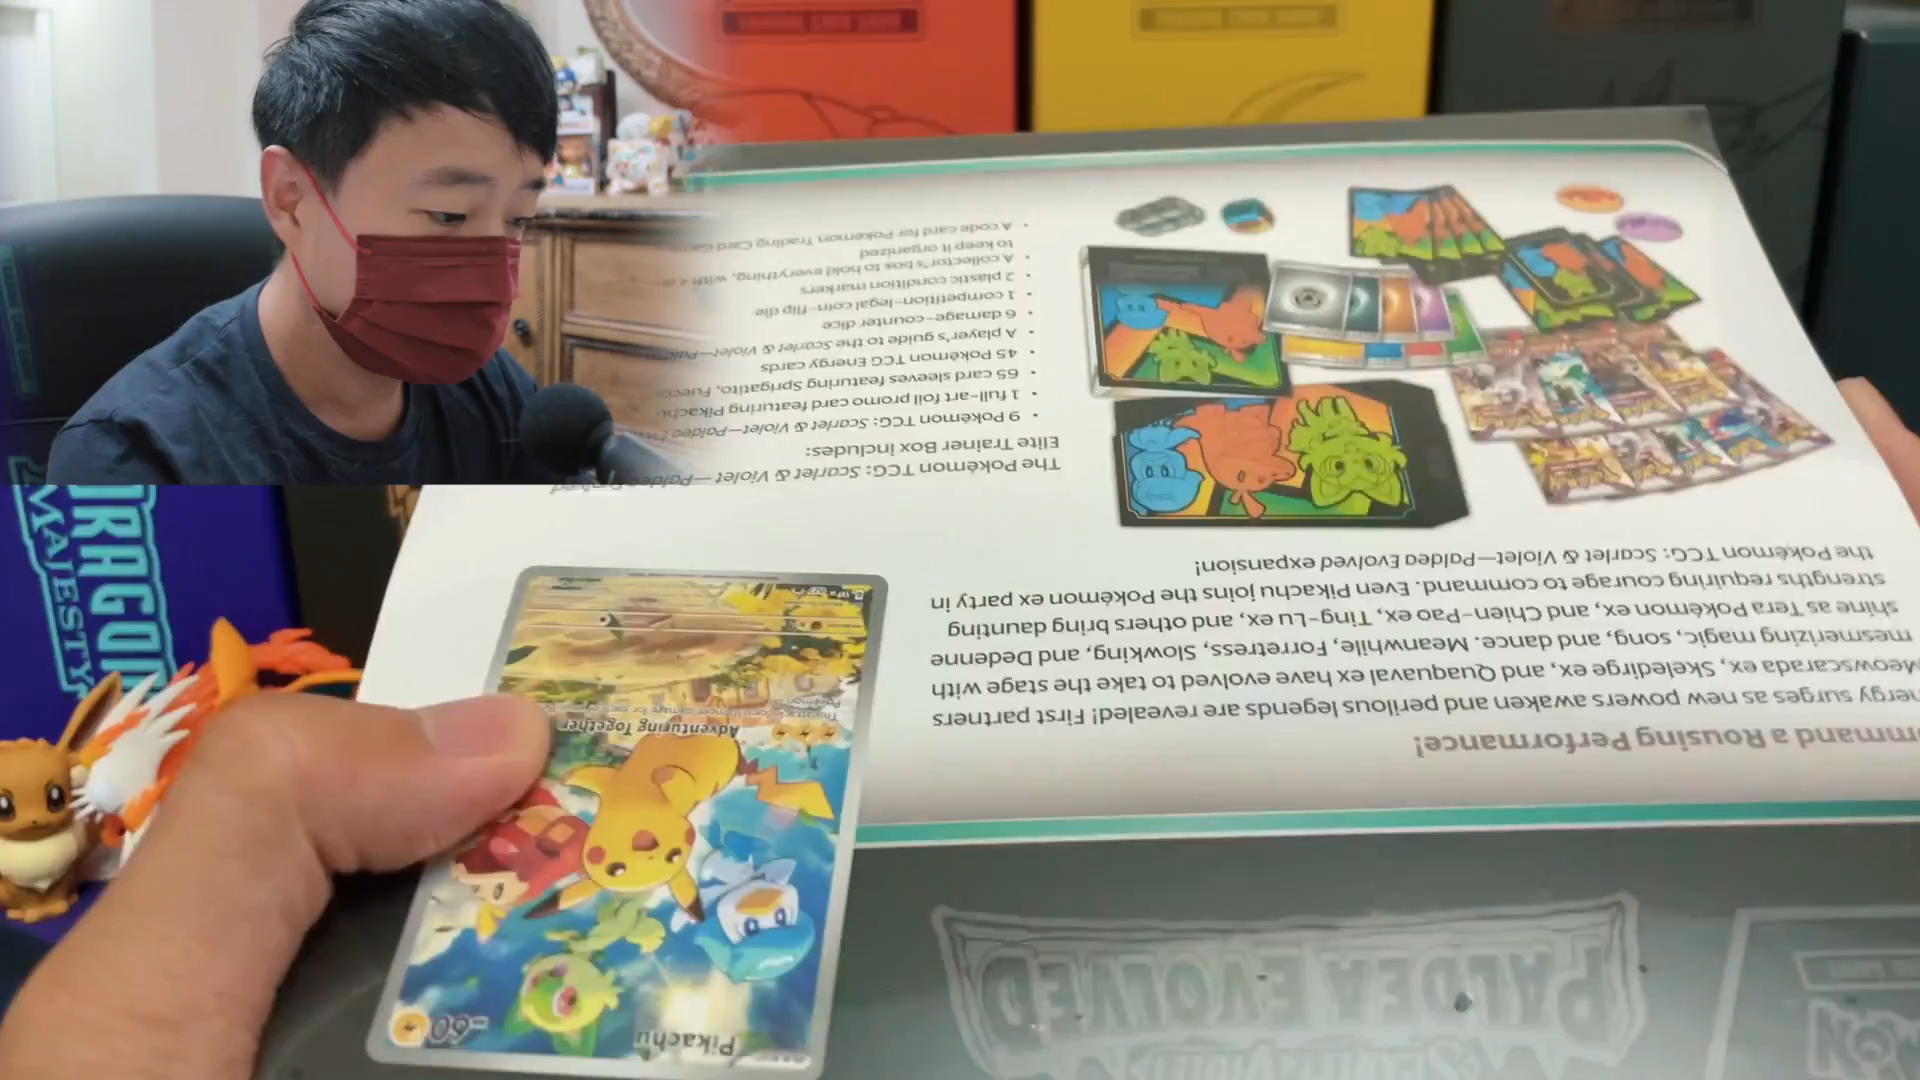 Command a Rousing Performance!
Energy surges as new powers awaken and perilous legends are revealed! First partners
Meowscarada ex, Skeledirge ex, and Quaquaval ex have evolved to take the stage with
mesmerizing magic, song, and dance. Meanwhile, Forretress, Slowking, and Dedenne
shine as Tera Pokémon ex, and Chien-Pao ex, Ting-Lu ex, and others bring daunting
strengths requiring courage to command. Even Pikachu joins the Pokémon ex party in
the Pokémon TCG: Scarlet & Violet—Paldea Evolved expansion!
The Pokémon TCG: Scarlet & Violet—Paldea Evolved
Elite Trainer Box includes:
• 9 Pokémon TCG: Scarlet & Violet—Paldea
• 1 full-art foil promo card featuring Pikachu
• 65 card sleeves featuring Sprigatito, Fuecoco
• 45 Pokémon TCG Energy cards
• A player's guide to the Scarlet & Violet—Paldea
• 6 damage-counter dice
• 1 competition-legal coin-flip die
• 2 plastic condition markers
• A collector's box to hold everything, with 4
to keep it organized
• A code card for Pokémon Trading Card Game
Pikachu
60
Adventuring Together
DRAGON
MAJESTY
PALDEA EVOLVED